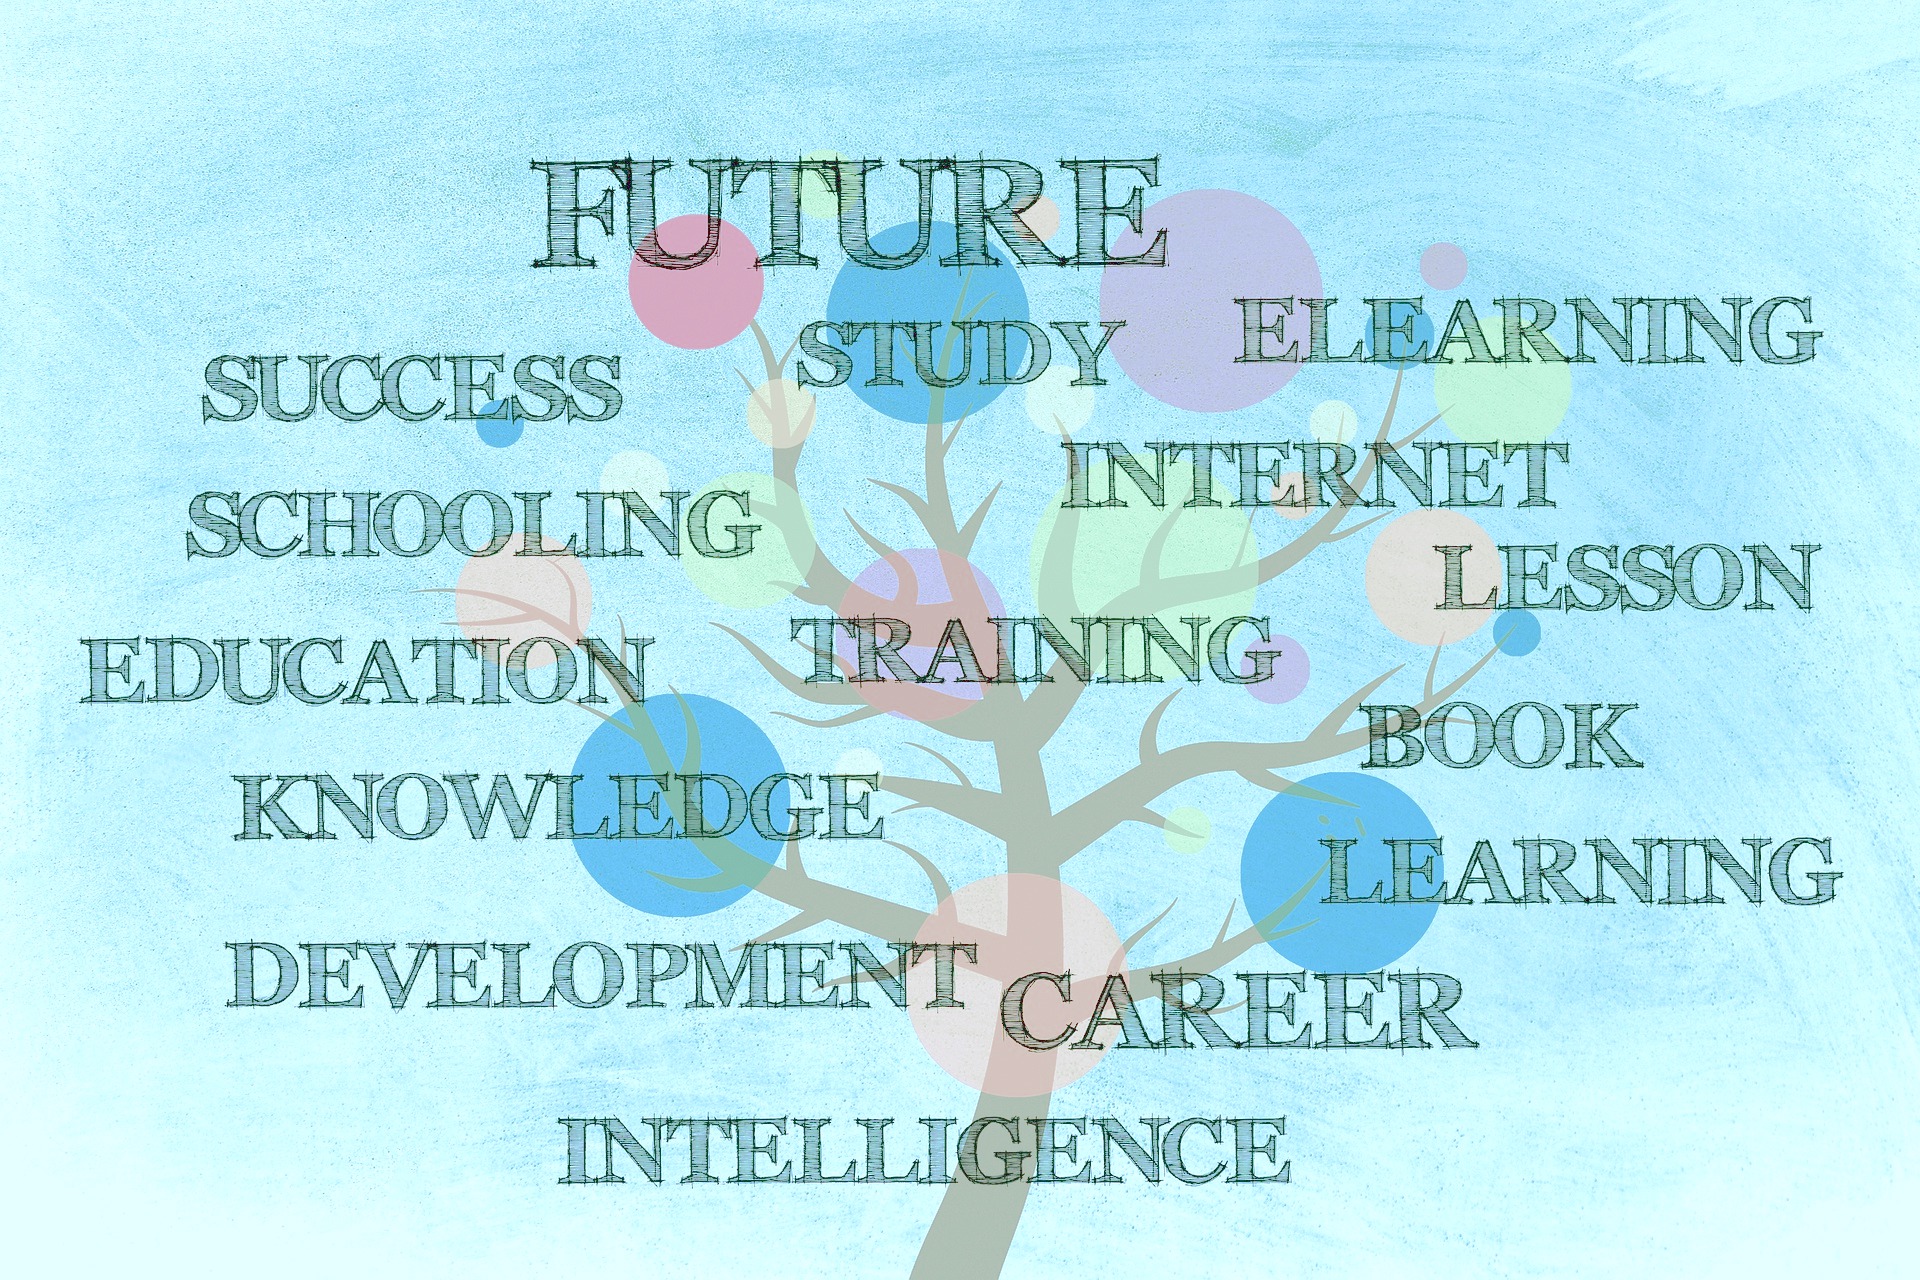 FUTURE
ELEARNING
STUDY
SUCCESS
INTERNET
SCHOOLING
LESSON
TRAINING
EDUCATION
BOOK
KNOWLEDGE
LEARNING
DEVELOPMENT
CAREER
INTELLIGENCE